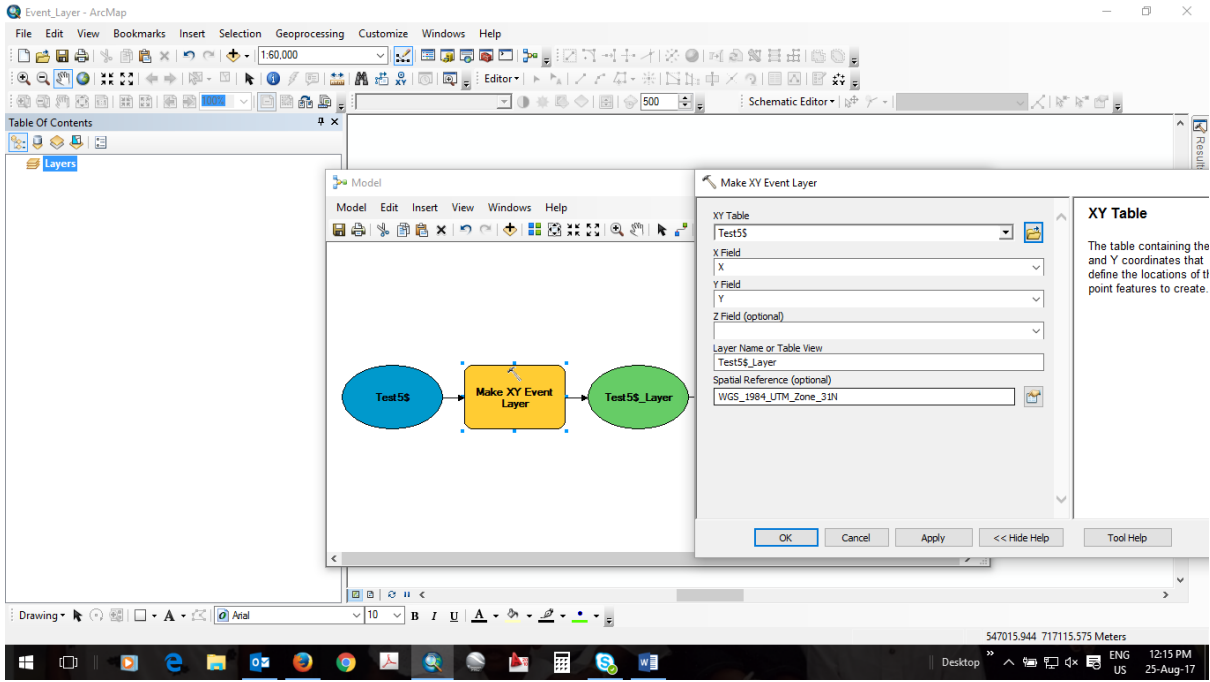 Event_Layer - ArcMap
File Edit View Bookmarks Insert Selection Geoprocessing Customize Windows Help
1:60,000
Editor
100%
500
Schematic Editor
Table Of Contents
Layers
Results
Model
Model Edit Insert View Windows Help
Test5$
Make XY Event
Layer
Test5$_Layer
Make XY Event Layer
XY Table
Test5$
X Field
X
Y Field
Y
Z Field (optional)
Layer Name or Table View
Test5$_Layer
Spatial Reference (optional)
WGS_1984_UTM_Zone_31N
XY Table
The table containing the
and Y coordinates that
define the locations of th
point features to create.
OK Cancel Apply << Hide Help Tool Help
Drawing Arial 10 B I U A
547015.944 717115.575 Meters
Desktop
ENG
US
12:15 PM
25-Aug-17